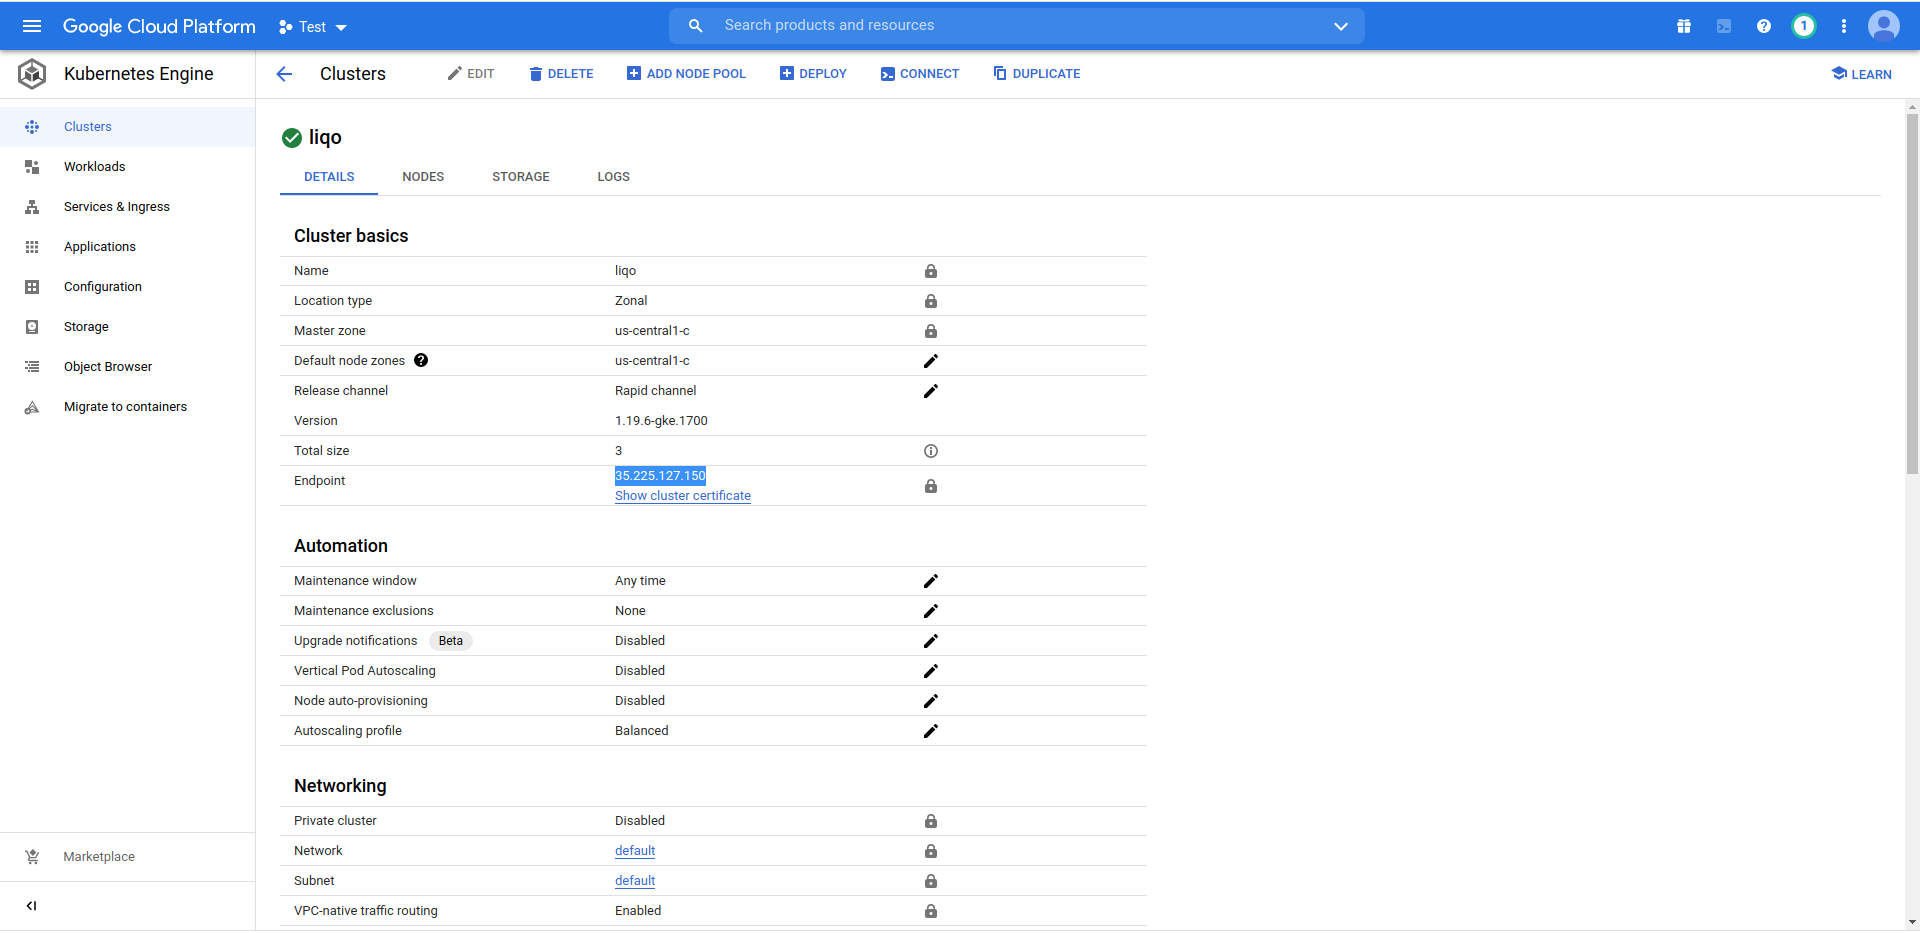 Google Cloud Platform Test Search products and resources 1
Kubernetes Engine Clusters EDIT DELETE ADD NODE POOL DEPLOY CONNECT DUPLICATE LEARN
Clusters
Workloads
Services & Ingress
Applications
Configuration
Storage
Object Browser
Migrate to containers
Marketplace
liqo
DETAILS NODES STORAGE LOGS
Cluster basics
Name liqo
Location type Zonal
Master zone us-central1-c
Default node zones ? us-central1-c
Release channel Rapid channel
Version 1.19.6-gke.1700
Total size 3
Endpoint 35.225.127.150
Show cluster certificate
Automation
Maintenance window Any time
Maintenance exclusions None
Upgrade notifications Beta Disabled
Vertical Pod Autoscaling Disabled
Node auto-provisioning Disabled
Autoscaling profile Balanced
Networking
Private cluster Disabled
Network default
Subnet default
VPC-native traffic routing Enabled